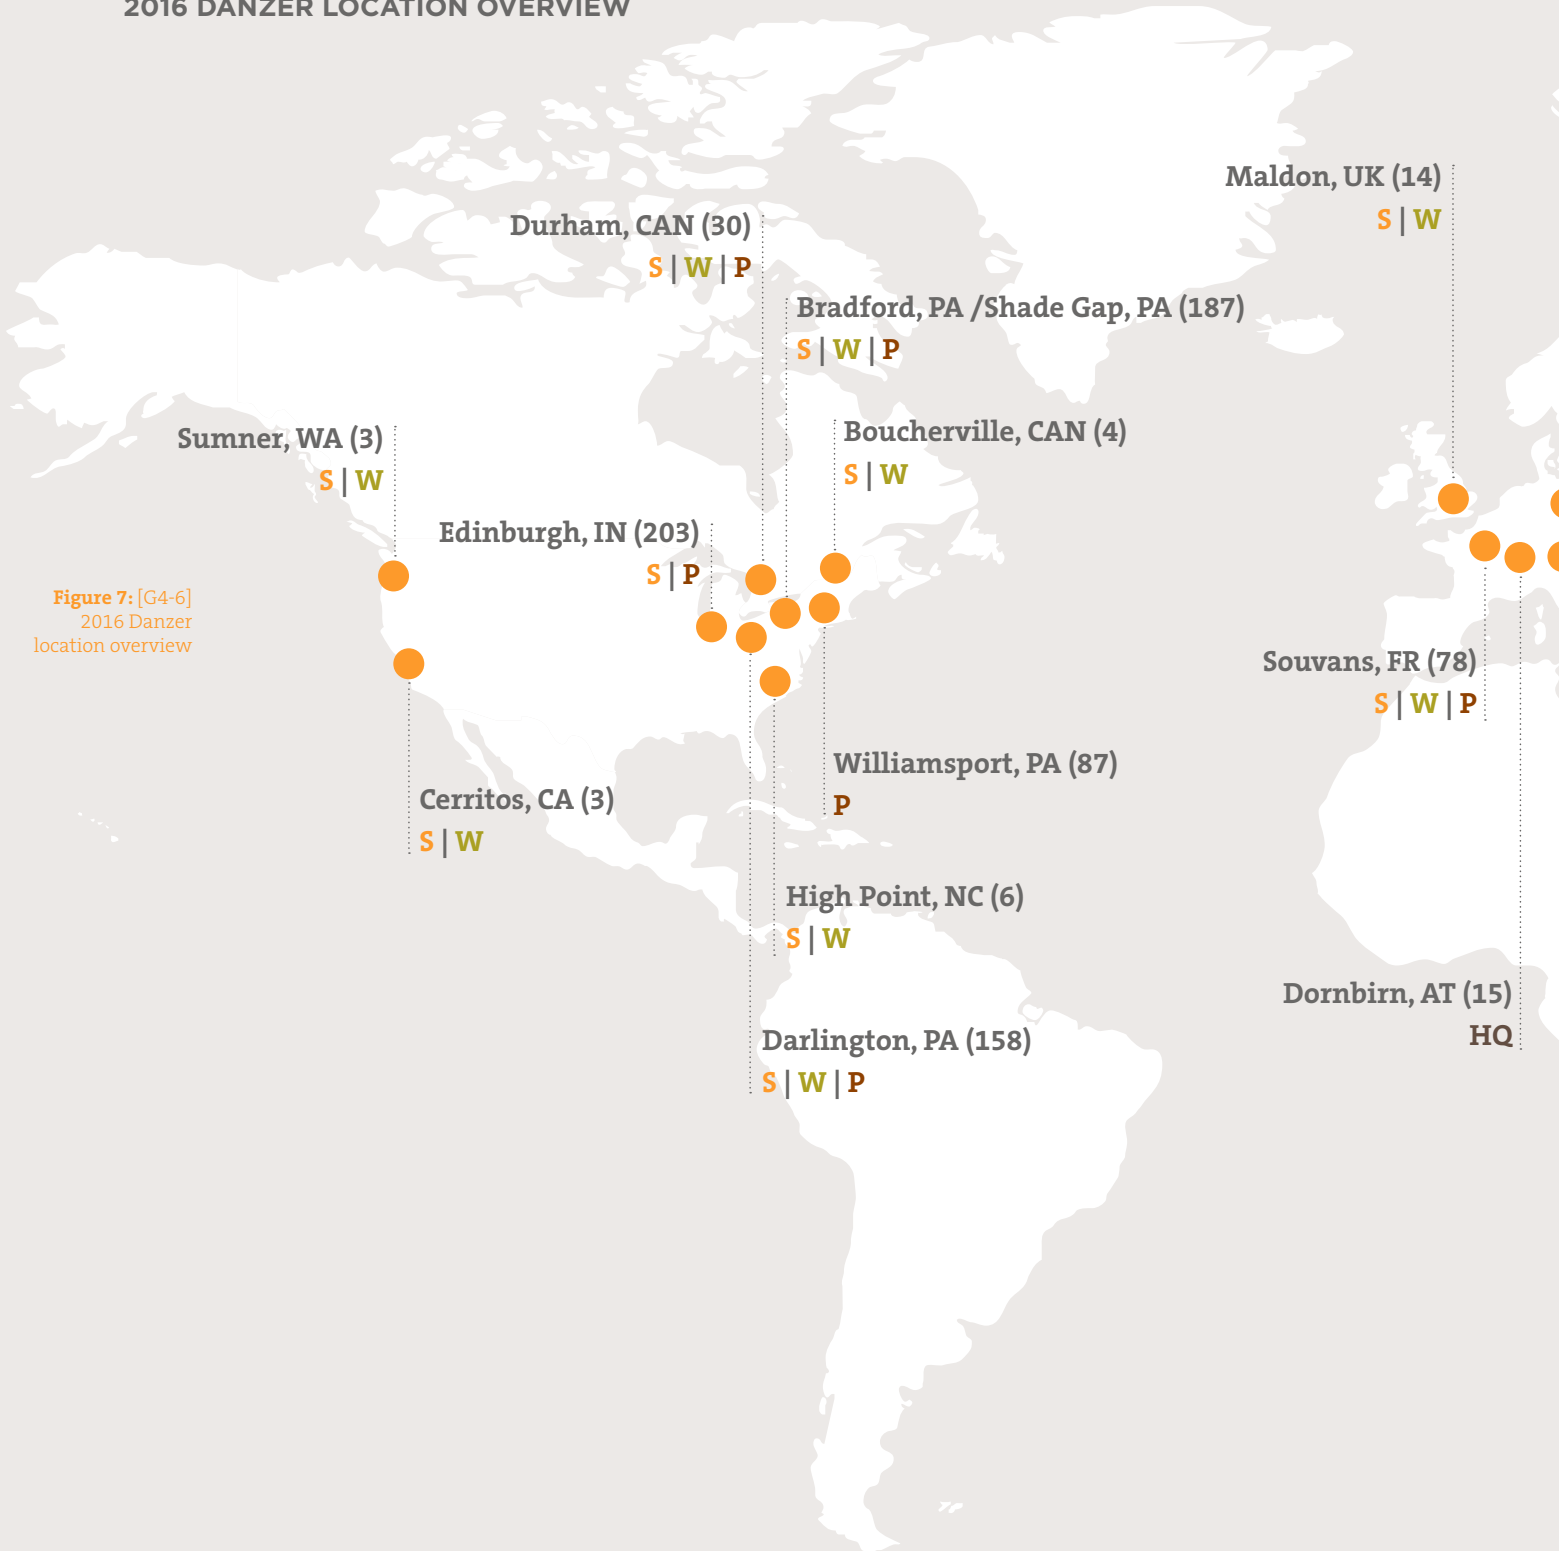 2016 DANZER LOCATION OVERVIEW
Maldon, UK (14)
S | W
Durham, CAN (30)
S | W | P
Bradford, PA /Shade Gap, PA (187)
S | W | P
Boucherville, CAN (4)
S | W
Sumner, WA (3)
S | W
Edinburgh, IN (203)
S | P
Figure 7: [G4-6]
2016 Danzer
location overview
Souvans, FR (78)
S | W | P
Williamsport, PA (87)
P
Cerritos, CA (3)
S | W
High Point, NC (6)
S | W
Dornbirn, AT (15)
HQ
Darlington, PA (158)
S | W | P